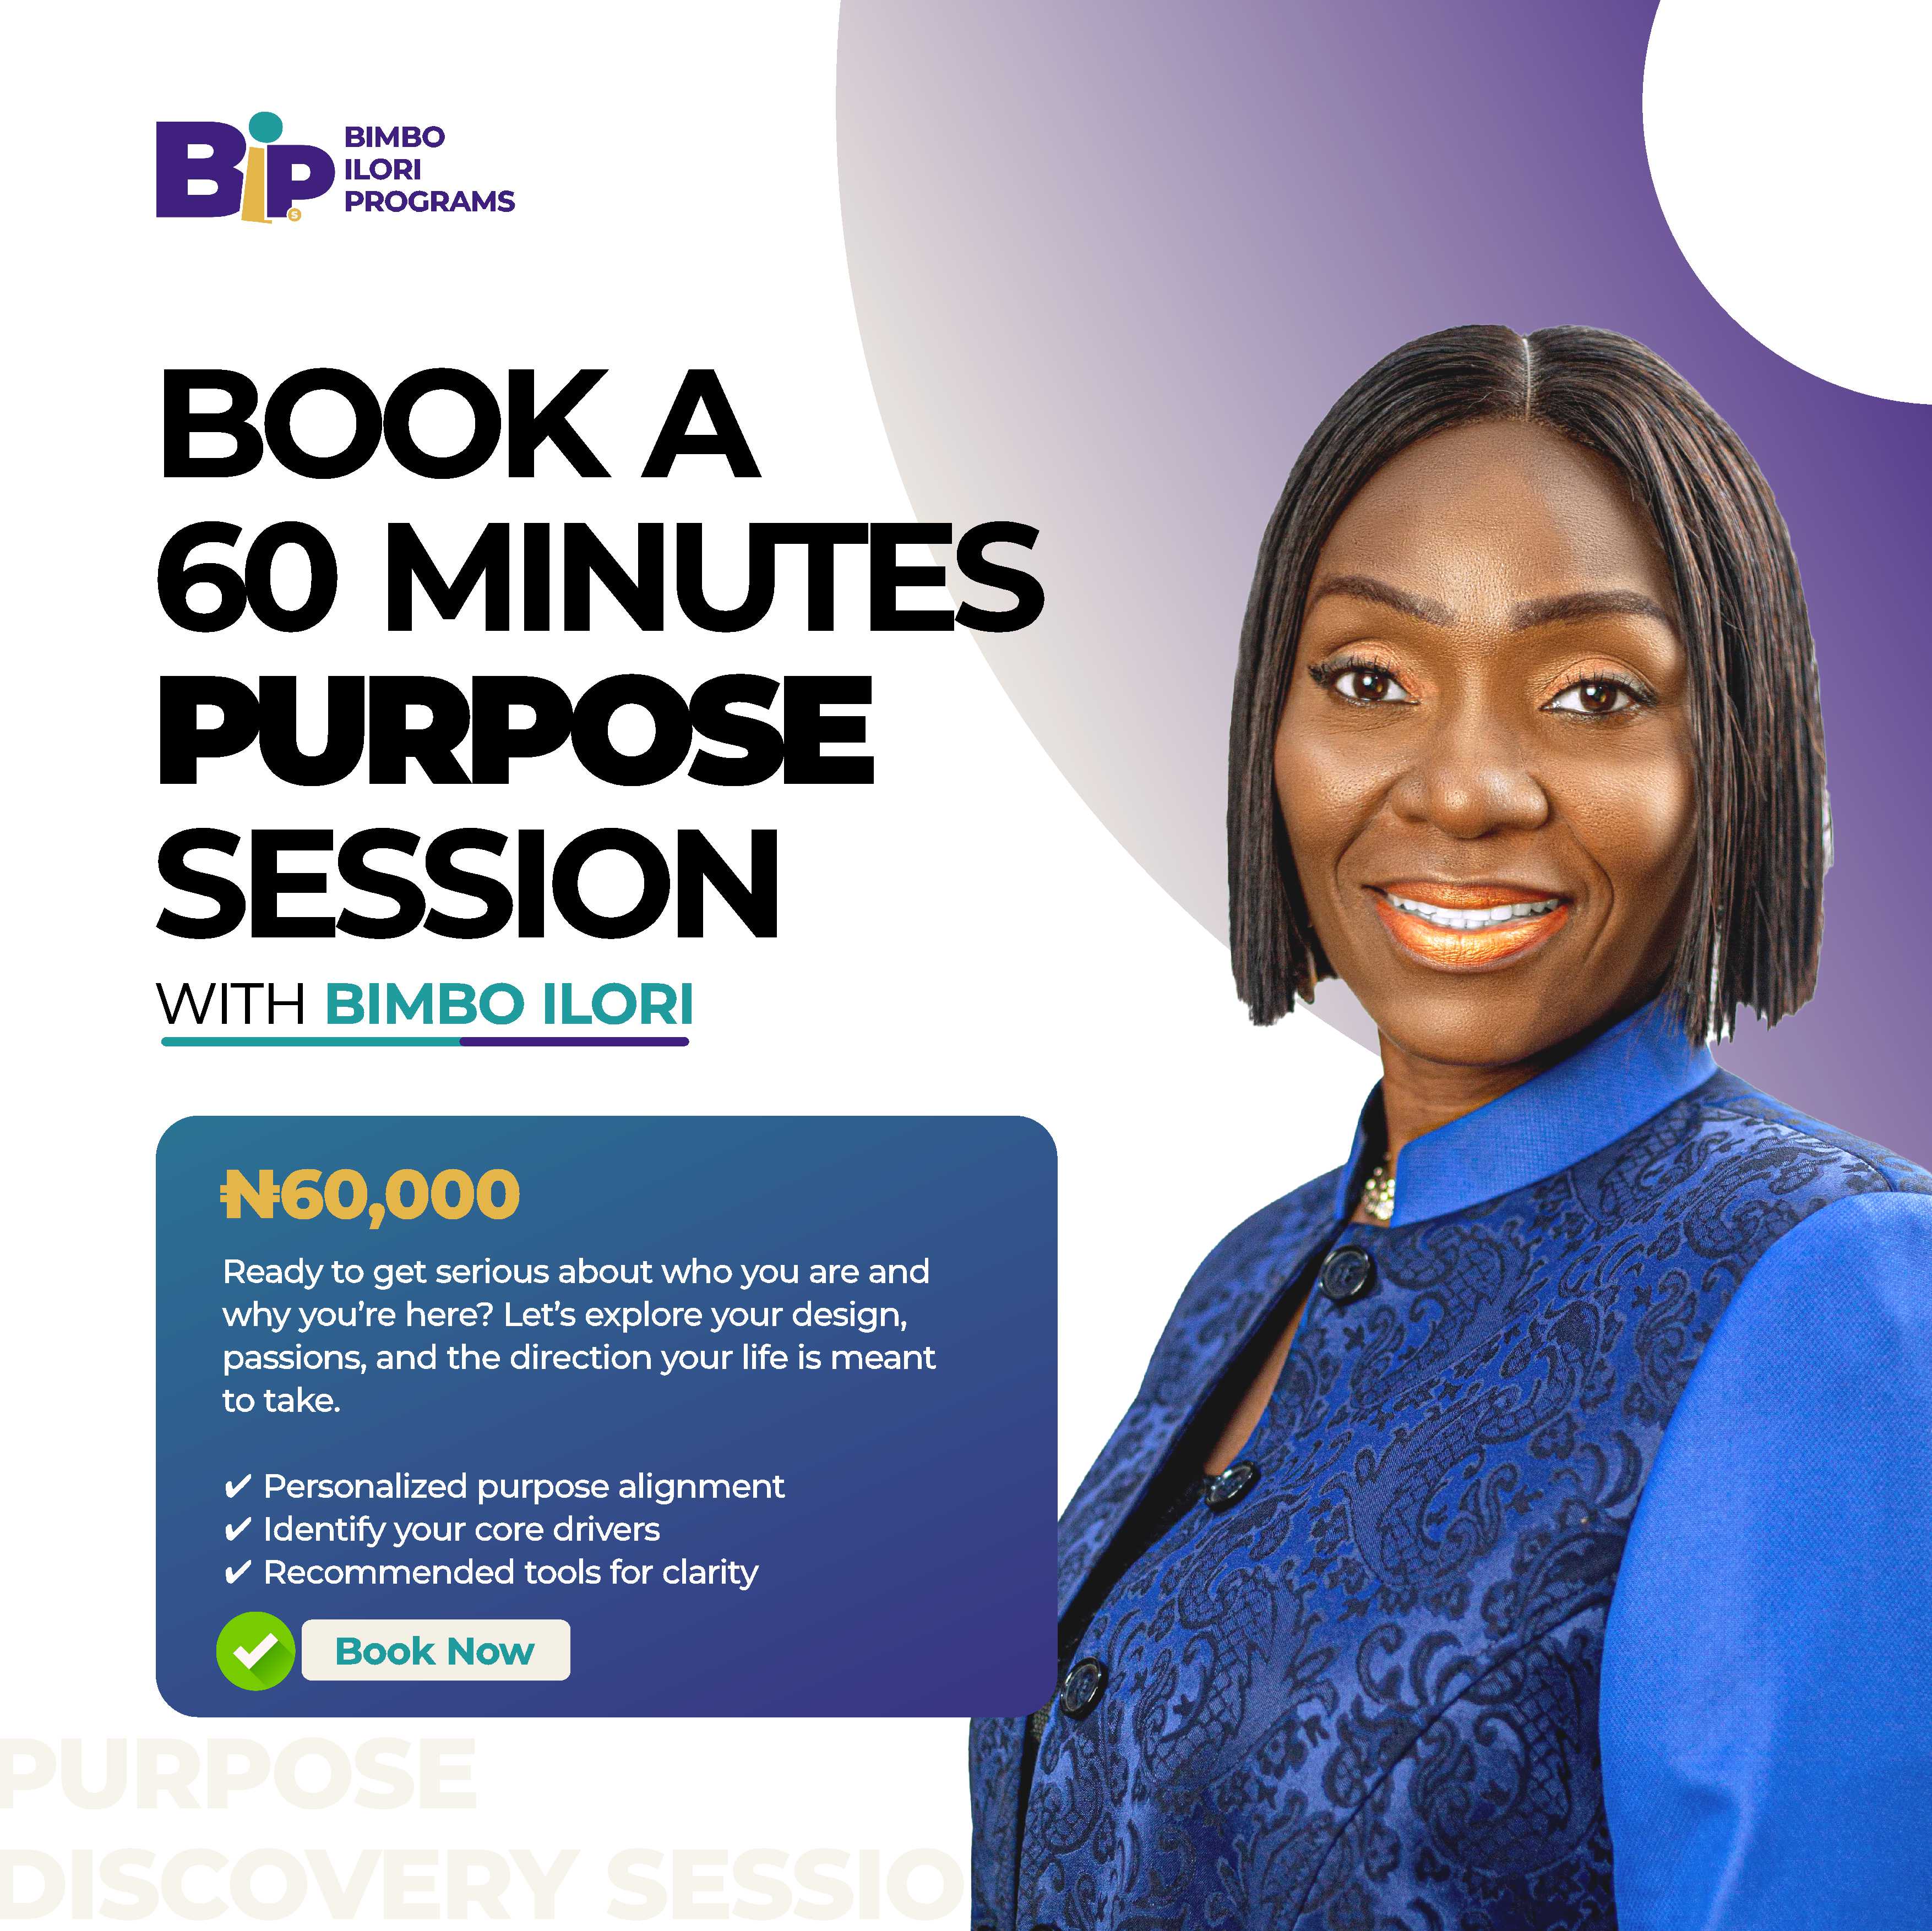 BiP
BIMBO
ILORI
PROGRAMS
BOOK A
60 MINUTES
PURPOSE
SESSION
WITH BIMBO ILORI
₦60,000
Ready to get serious about who you are and
why you’re here? Let’s explore your design,
passions, and the direction your life is meant
to take.
✔ Personalized purpose alignment
✔ Identify your core drivers
✔ Recommended tools for clarity
Book Now
PURPOSE
DISCOVERY SESSIO